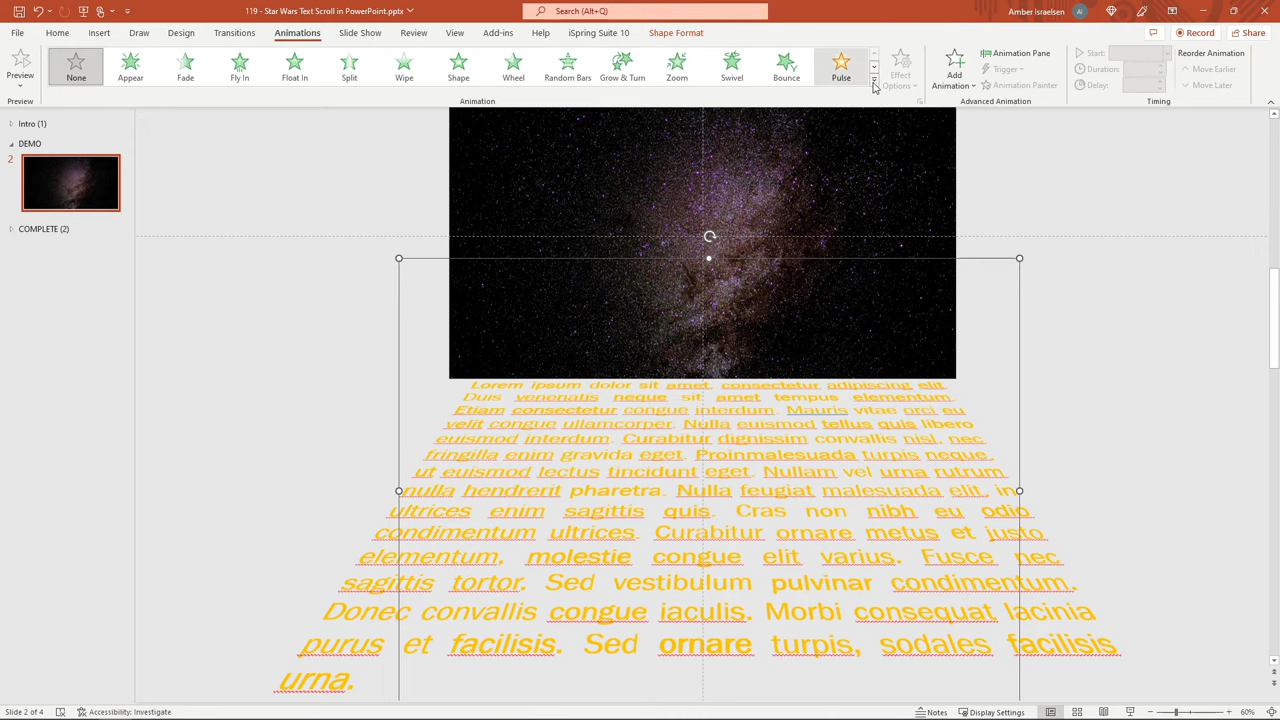 119 - Star Wars Text Scroll in PowerPoint.pptx
Search (Alt+Q)
Amber Israelsen
AI
File Home Insert Draw Design Transitions Animations Slide Show Review View Add-ins Help iSpring Suite 10 Shape Format
Record
Share
Preview
None Appear Fade Fly In Float In Split Wipe Shape Wheel Random Bars Grow & Turn Zoom Swivel Bounce Pulse
Effect Options
Add Animation
Animation Pane
Trigger
Animation Painter
Start:
Duration:
Delay:
Reorder Animation
Move Earlier
Move Later
Preview Animation Advanced Animation Timing
Intro (1)
DEMO
2
COMPLETE (2)
Lorem ipsum dolor sit amet, consectetur adipiscing elit.
Duis venenatis neque sit amet tempus elementum.
Etiam consectetur congue interdum. Mauris vitae orci eu
velit congue ullamcorper. Nulla euismod tellus quis libero
euismod interdum. Curabitur dignissim convallis nisl, nec
fringilla enim gravida eget. Proinmalesuada turpis neque,
ut euismod lectus tincidunt eget. Nullam vel urna rutrum
nulla hendrerit pharetra. Nulla feugiat malesuada elit, in
ultrices enim sagittis quis. Cras non nibh eu odio
condimentum ultrices. Curabitur ornare metus et justo
elementum, molestie congue elit varius. Fusce nec
sagittis tortor. Sed vestibulum pulvinar condimentum.
Donec convallis congue iaculis. Morbi consequat lacinia
purus et facilisis. Sed ornare turpis, sodales facilisis
urna.
Slide 2 of 4
Accessibility: Investigate
Notes
Display Settings
60%